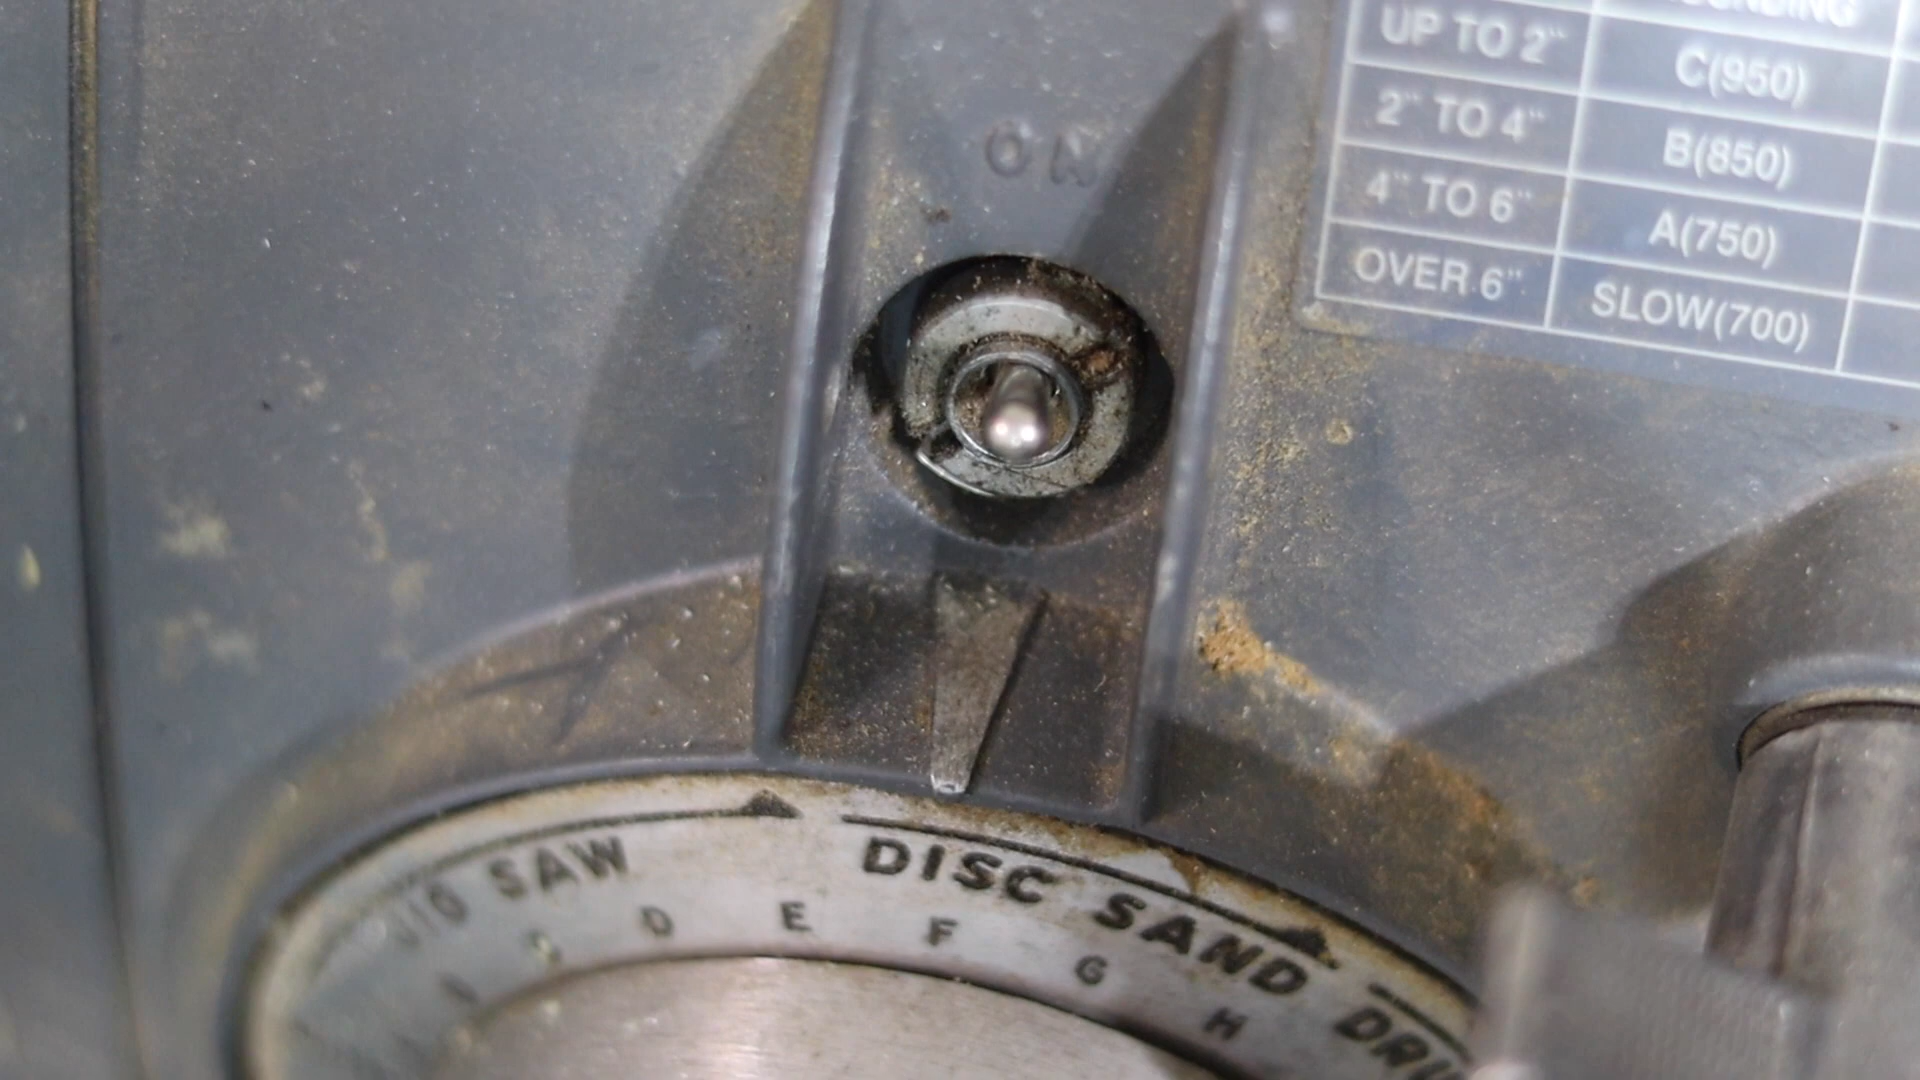 UP TO 2" C(950)
2" TO 4" B(850)
4" TO 6" A(750)
OVER 6" SLOW(700)
ON
JIG SAW DISC SAND
D E F G H